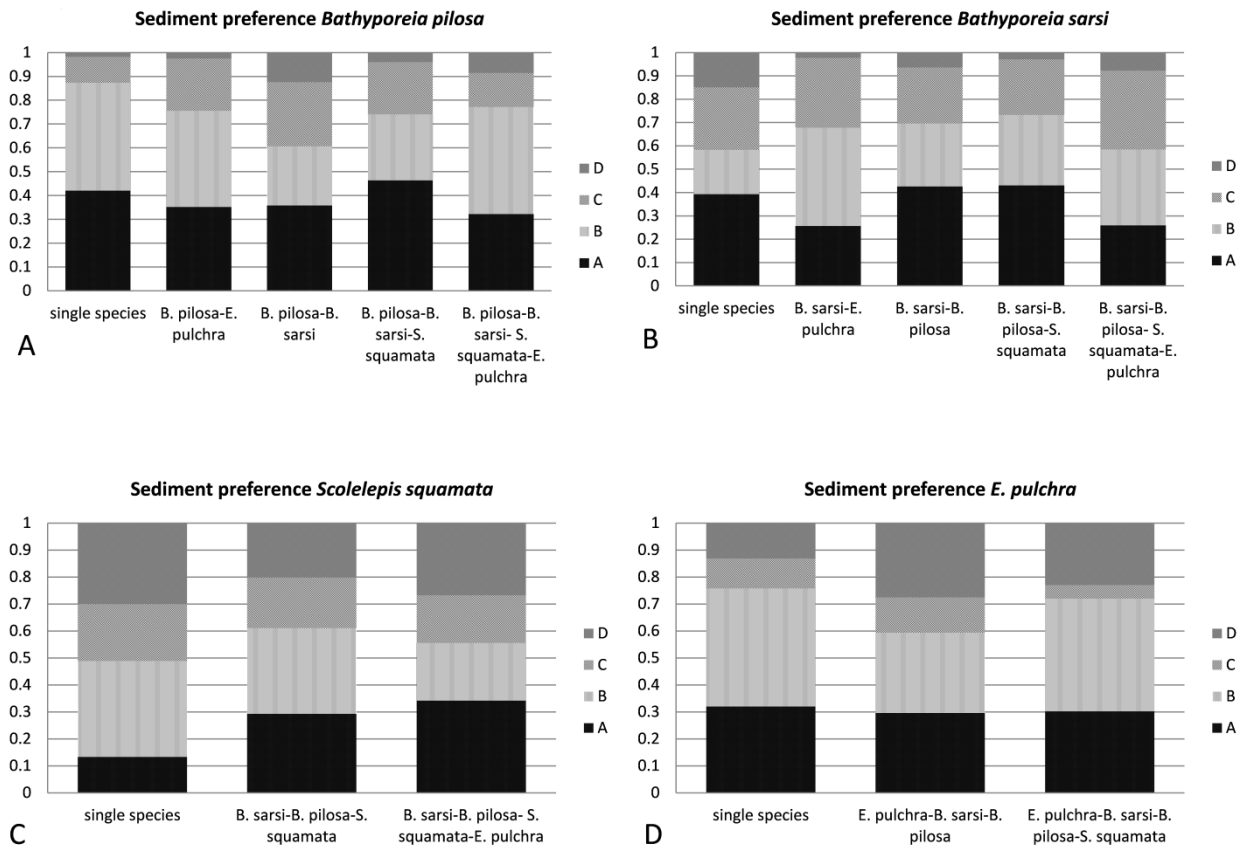 Sediment preference Bathyporeia pilosa
1
0.9
0.8
0.7
0.6
0.5
0.4
0.3
0.2
0.1
0
D
C
B
A
single species
B. pilosa-E.
pulchra
B. pilosa-B.
sarsi
B. pilosa-B.
sarsi-S.
squamata
B. pilosa-B.
sarsi- S.
squamata-E.
pulchra
A
Sediment preference Bathyporeia sarsi
1
0.9
0.8
0.7
0.6
0.5
0.4
0.3
0.2
0.1
0
D
C
B
A
single species
B. sarsi-E.
pulchra
B. sarsi-B.
pilosa
B. sarsi-B.
pilosa-S.
squamata
B. sarsi-B.
pilosa- S.
squamata-E.
pulchra
B
Sediment preference Scolelepis squamata
1
0.9
0.8
0.7
0.6
0.5
0.4
0.3
0.2
0.1
0
D
C
B
A
single species
B. sarsi-B. pilosa-S.
squamata
B. sarsi-B. pilosa- S.
squamata-E. pulchra
C
Sediment preference E. pulchra
1
0.9
0.8
0.7
0.6
0.5
0.4
0.3
0.2
0.1
0
D
C
B
A
single species
E. pulchra-B. sarsi-B.
pilosa
E. pulchra-B. sarsi-B.
pilosa-S. squamata
D